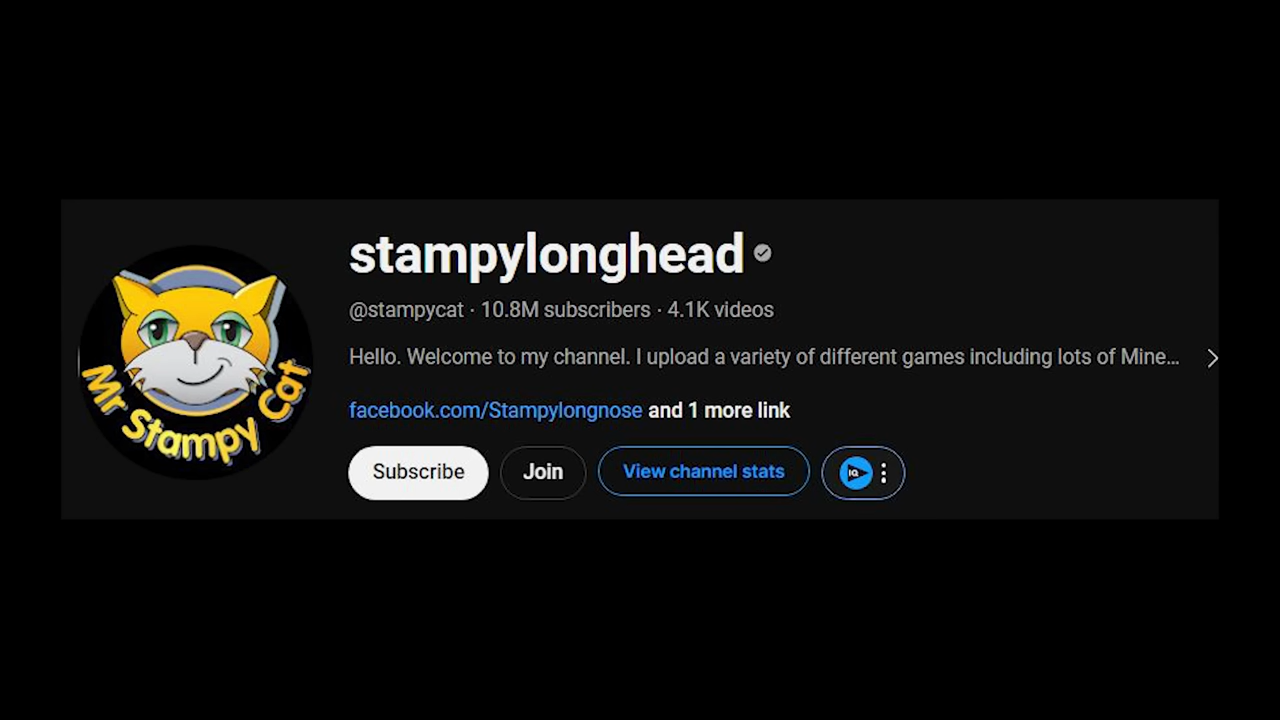 stampylonghead
@stampycat · 10.8M subscribers · 4.1K videos
Hello. Welcome to my channel. I upload a variety of different games including lots of Mine...
facebook.com/Stampylongnose and 1 more link
Subscribe Join View channel stats IQ
Mr Stampy Cat